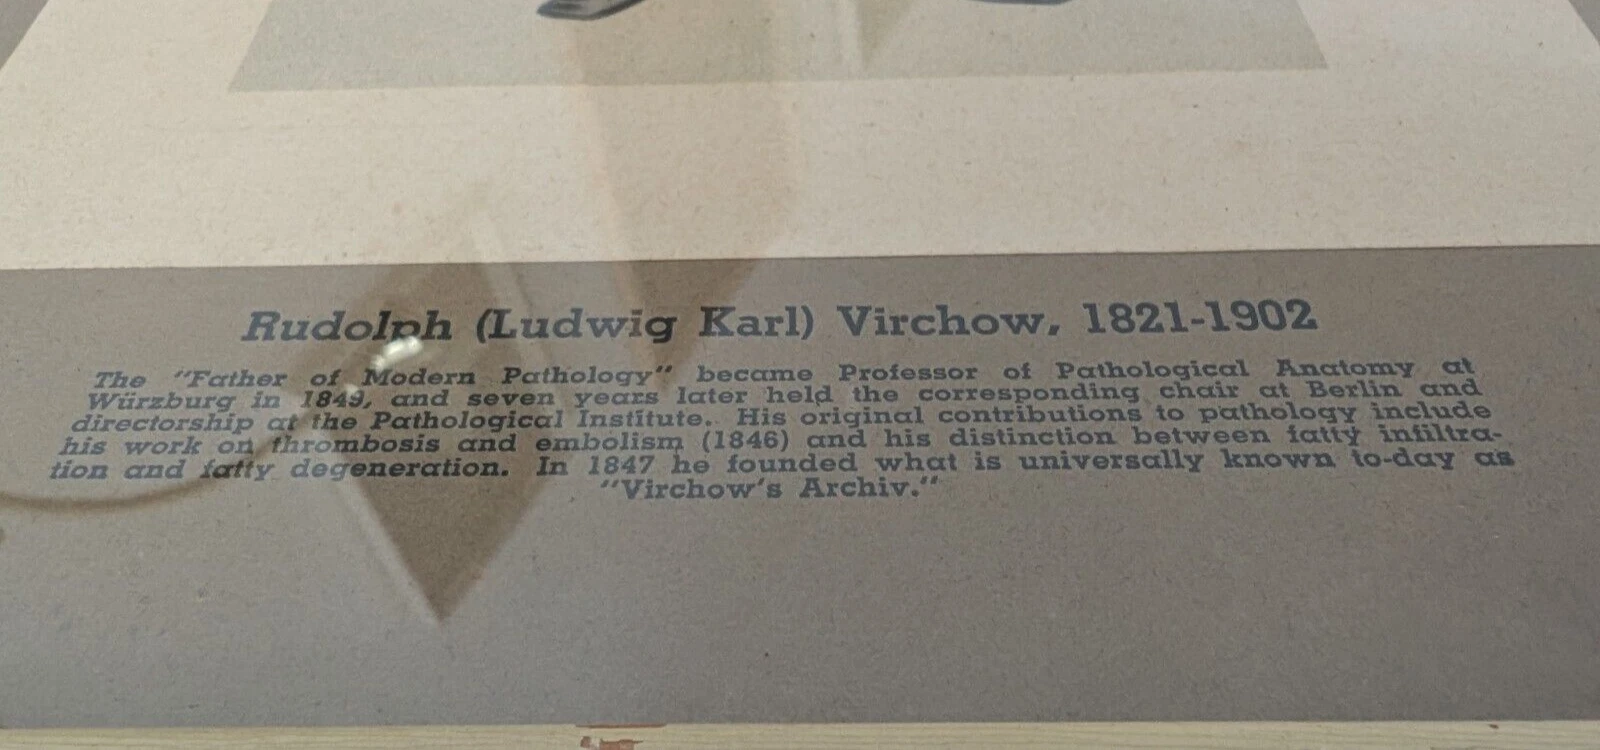 Rudolph (Ludwig Karl) Virchow, 1821-1902
The "Father of Modern Pathology" became Professor of Pathological Anatomy at
Würzburg in 1849, and seven years later held the corresponding chair at Berlin and
directorship at the Pathological Institute. His original contributions to pathology include
his work on thrombosis and embolism (1846) and his distinction between fatty infiltra-
tion and fatty degeneration. In 1847 he founded what is universally known to-day as
"Virchow's Archiv."